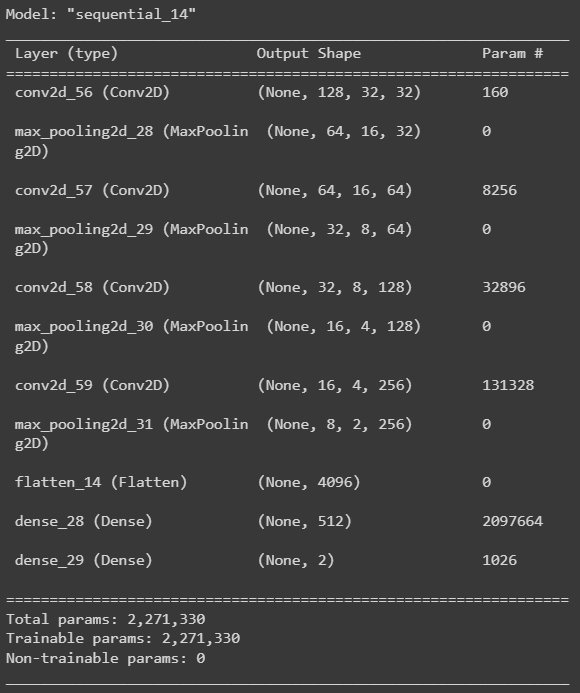 Model: "sequential_14"
_________________________________________________________________
Layer (type) Output Shape Param #
=================================================================
conv2d_56 (Conv2D) (None, 128, 32, 32) 160
max_pooling2d_28 (MaxPoolin (None, 64, 16, 32) 0
g2D)
conv2d_57 (Conv2D) (None, 64, 16, 64) 8256
max_pooling2d_29 (MaxPoolin (None, 32, 8, 64) 0
g2D)
conv2d_58 (Conv2D) (None, 32, 8, 128) 32896
max_pooling2d_30 (MaxPoolin (None, 16, 4, 128) 0
g2D)
conv2d_59 (Conv2D) (None, 16, 4, 256) 131328
max_pooling2d_31 (MaxPoolin (None, 8, 2, 256) 0
g2D)
flatten_14 (Flatten) (None, 4096) 0
dense_28 (Dense) (None, 512) 2097664
dense_29 (Dense) (None, 2) 1026
=================================================================
Total params: 2,271,330
Trainable params: 2,271,330
Non-trainable params: 0
_________________________________________________________________